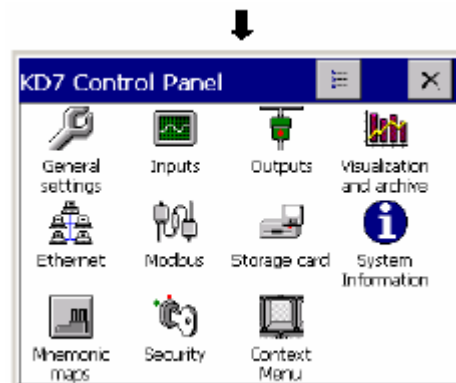 KD7 Control Panel
General settings
Inputs
Outputs
Visualization and archive
Ethernet
Modbus
Storage card
System Information
Mnemonic maps
Security
Context Menu